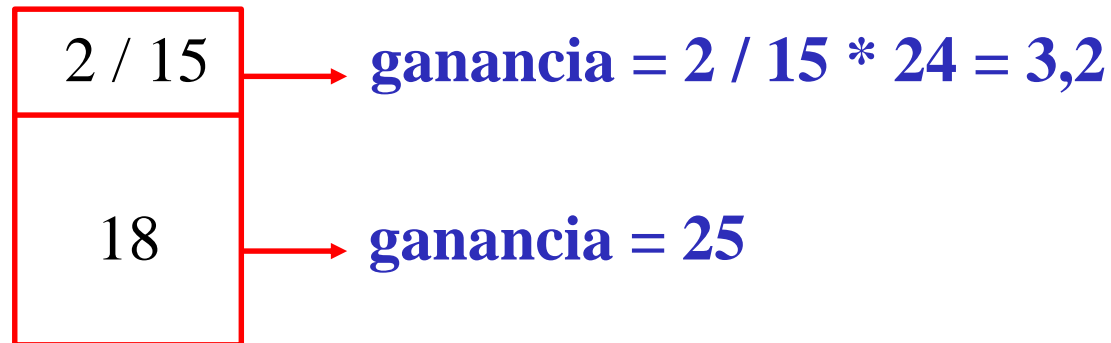 2 / 15
ganancia = 2 / 15 * 24 = 3,2
18
ganancia = 25